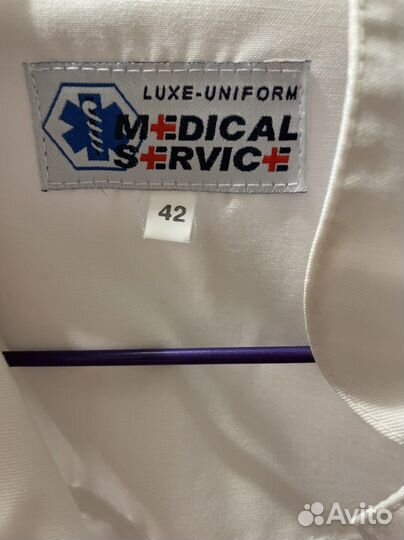 LUXE-UNIFORM
MEDICAL
SERVICE
42
Avito